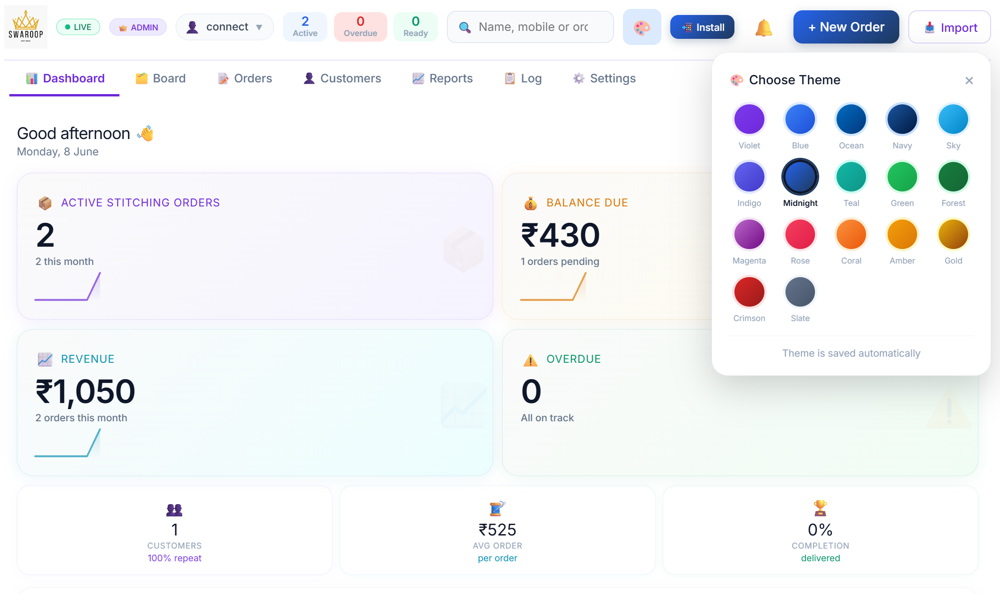 SWAROOP
LIVE
ADMIN
connect
2
Active
0
Overdue
0
Ready
Name, mobile or orc
Install
+ New Order
Import
Dashboard
Board
Orders
Customers
Reports
Log
Settings
Choose Theme
Violet
Blue
Ocean
Navy
Sky
Indigo
Midnight
Teal
Green
Forest
Magenta
Rose
Coral
Amber
Gold
Crimson
Slate
Theme is saved automatically
Good afternoon
Monday, 8 June
ACTIVE STITCHING ORDERS
2
2 this month
BALANCE DUE
₹430
1 orders pending
REVENUE
₹1,050
2 orders this month
OVERDUE
0
All on track
1
CUSTOMERS
100% repeat
₹525
AVG ORDER
per order
0%
COMPLETION
delivered